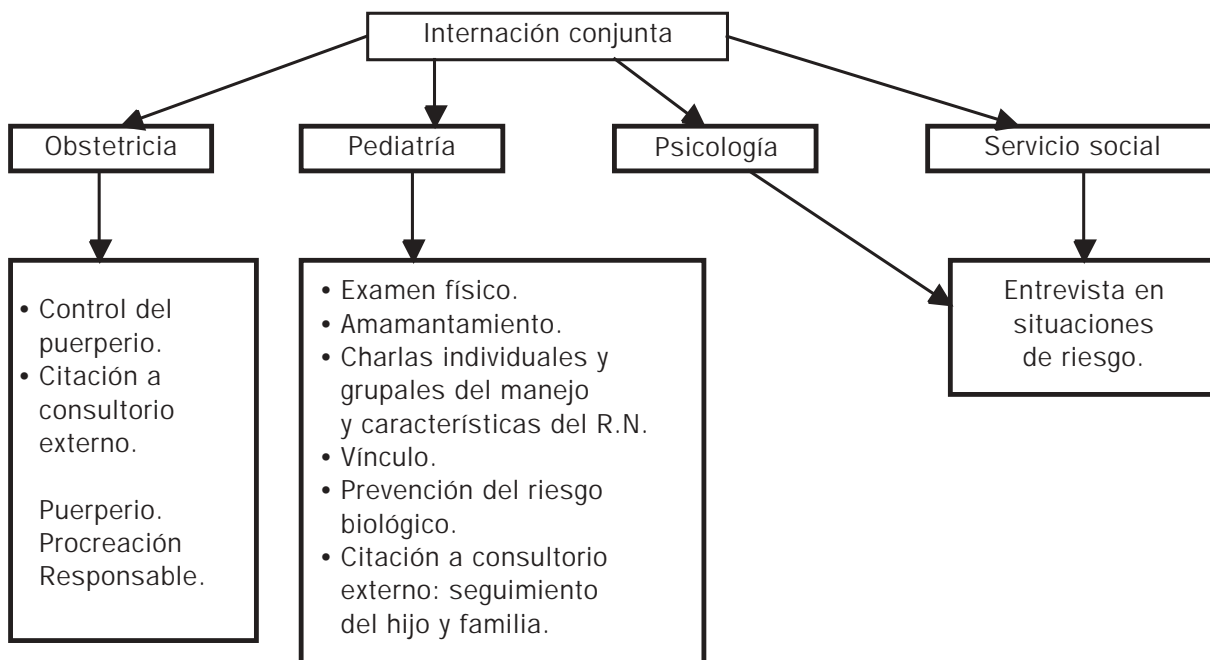 Internación conjunta
Obstetricia
Pediatría
Psicología
Servicio social
• Control del
puerperio.
• Citación a
consultorio
externo.
Puerperio.
Procreación
Responsable.
• Examen físico.
• Amamantamiento.
• Charlas individuales y
grupales del manejo
y características del R.N.
• Vínculo.
• Prevención del riesgo
biológico.
• Citación a consultorio
externo: seguimiento
del hijo y familia.
Entrevista en
situaciones
de riesgo.